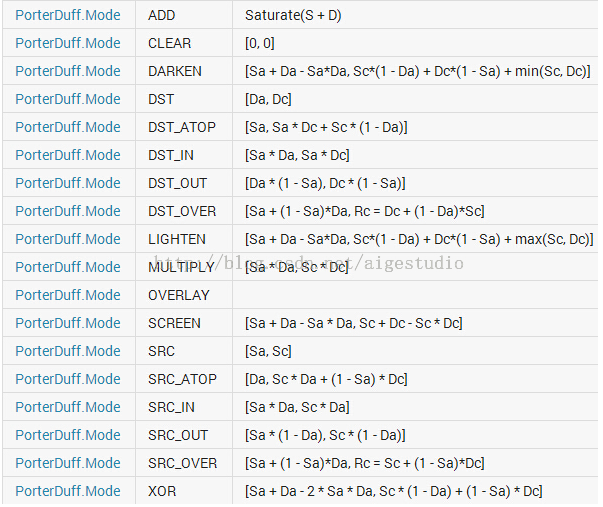 PorterDuff.Mode ADD Saturate(S + D)
PorterDuff.Mode CLEAR [0, 0]
PorterDuff.Mode DARKEN [Sa + Da - Sa*Da, Sc*(1 - Da) + Dc*(1 - Sa) + min(Sc, Dc)]
PorterDuff.Mode DST [Da, Dc]
PorterDuff.Mode DST_ATOP [Sa, Sa * Dc + Sc * (1 - Da)]
PorterDuff.Mode DST_IN [Sa * Da, Sa * Dc]
PorterDuff.Mode DST_OUT [Da * (1 - Sa), Dc * (1 - Sa)]
PorterDuff.Mode DST_OVER [Sa + (1 - Sa)*Da, Rc = Dc + (1 - Da)*Sc]
PorterDuff.Mode LIGHTEN [Sa + Da - Sa*Da, Sc*(1 - Da) + Dc*(1 - Sa) + max(Sc, Dc)]
http://blog.csdn.net/aigestudio
PorterDuff.Mode MULTIPLY [Sa * Da, Sc * Dc]
PorterDuff.Mode OVERLAY
PorterDuff.Mode SCREEN [Sa + Da - Sa * Da, Sc + Dc - Sc * Dc]
PorterDuff.Mode SRC [Sa, Sc]
PorterDuff.Mode SRC_ATOP [Da, Sc * Da + (1 - Sa) * Dc]
PorterDuff.Mode SRC_IN [Sa * Da, Sc * Da]
PorterDuff.Mode SRC_OUT [Sa * (1 - Da), Sc * (1 - Da)]
PorterDuff.Mode SRC_OVER [Sa + (1 - Sa)*Da, Rc = Sc + (1 - Sa)*Dc]
PorterDuff.Mode XOR [Sa + Da - 2 * Sa * Da, Sc * (1 - Da) + (1 - Sa) * Dc]